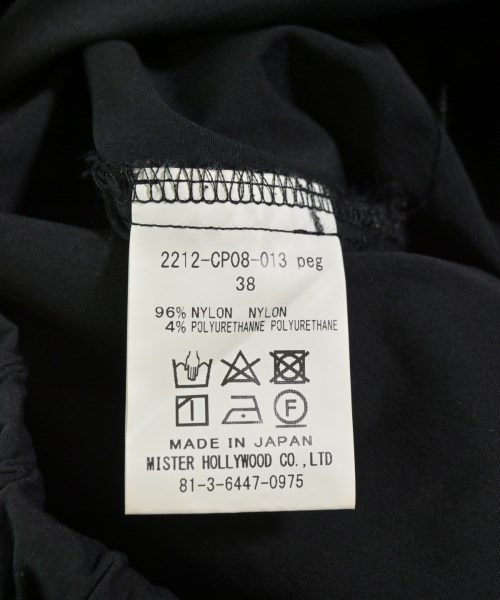 2212-CP08-013 peg
38
96% NYLON NYLON
4% POLYURETHANNE POLYURETHANE
F
MADE IN JAPAN
MISTER HOLLYWOOD CO.,LTD
81-3-6447-0975